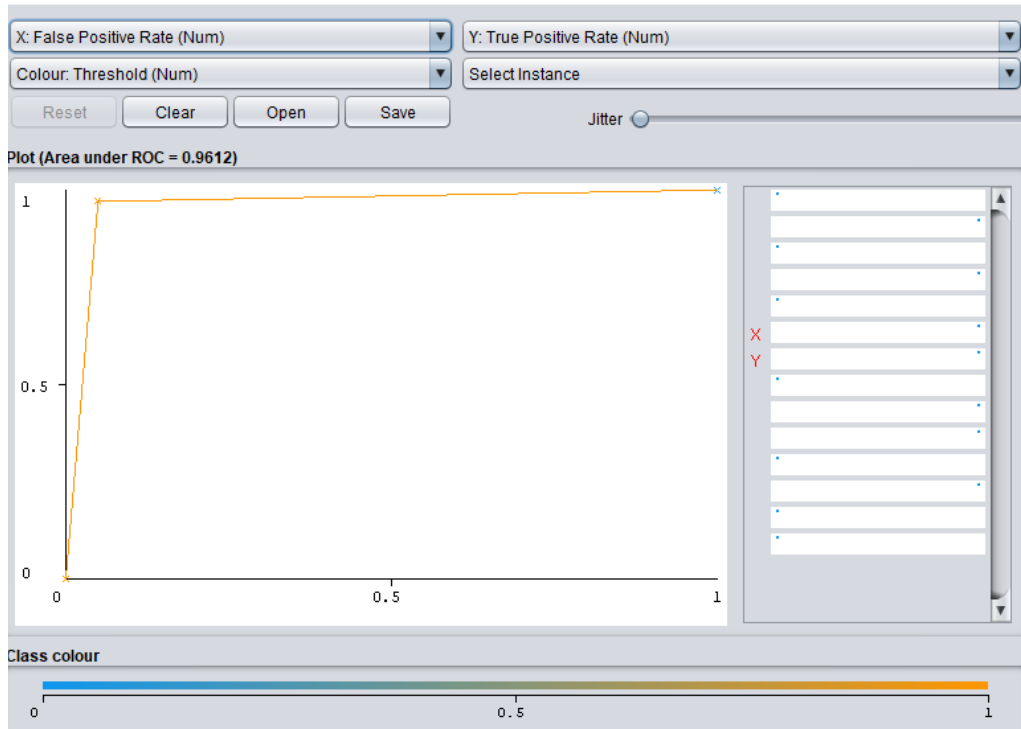 X: False Positive Rate (Num) Y: True Positive Rate (Num)
Colour: Threshold (Num) Select Instance
Reset Clear Open Save Jitter
Plot (Area under ROC = 0.9612)
1
0.5
0
0 0.5 1
X
Y
Class colour
0 0.5 1